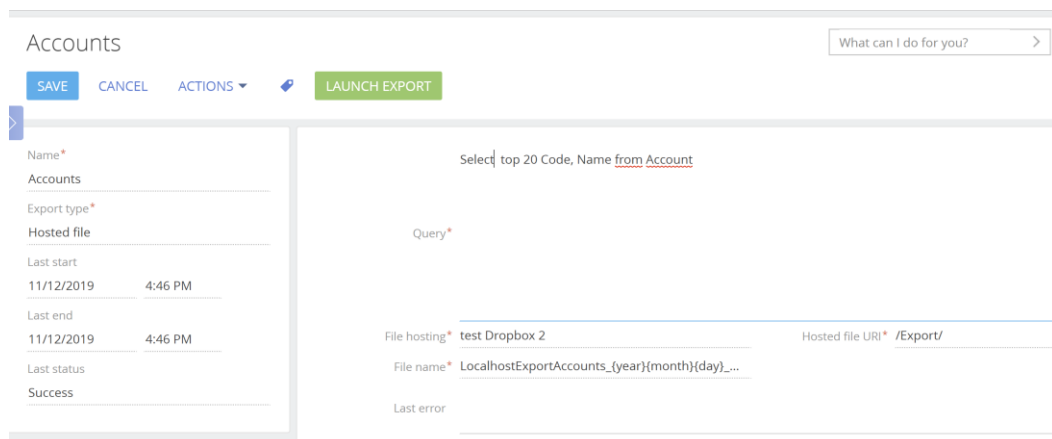 Accounts
What can I do for you?
SAVE CANCEL ACTIONS LAUNCH EXPORT
Name*
Accounts
Export type*
Hosted file
Last start
11/12/2019 4:46 PM
Last end
11/12/2019 4:46 PM
Last status
Success
Select top 20 Code, Name from Account
Query*
File hosting* test Dropbox 2 Hosted file URI* /Export/
File name* LocalhostExportAccounts_{year}{month}{day}_...
Last error